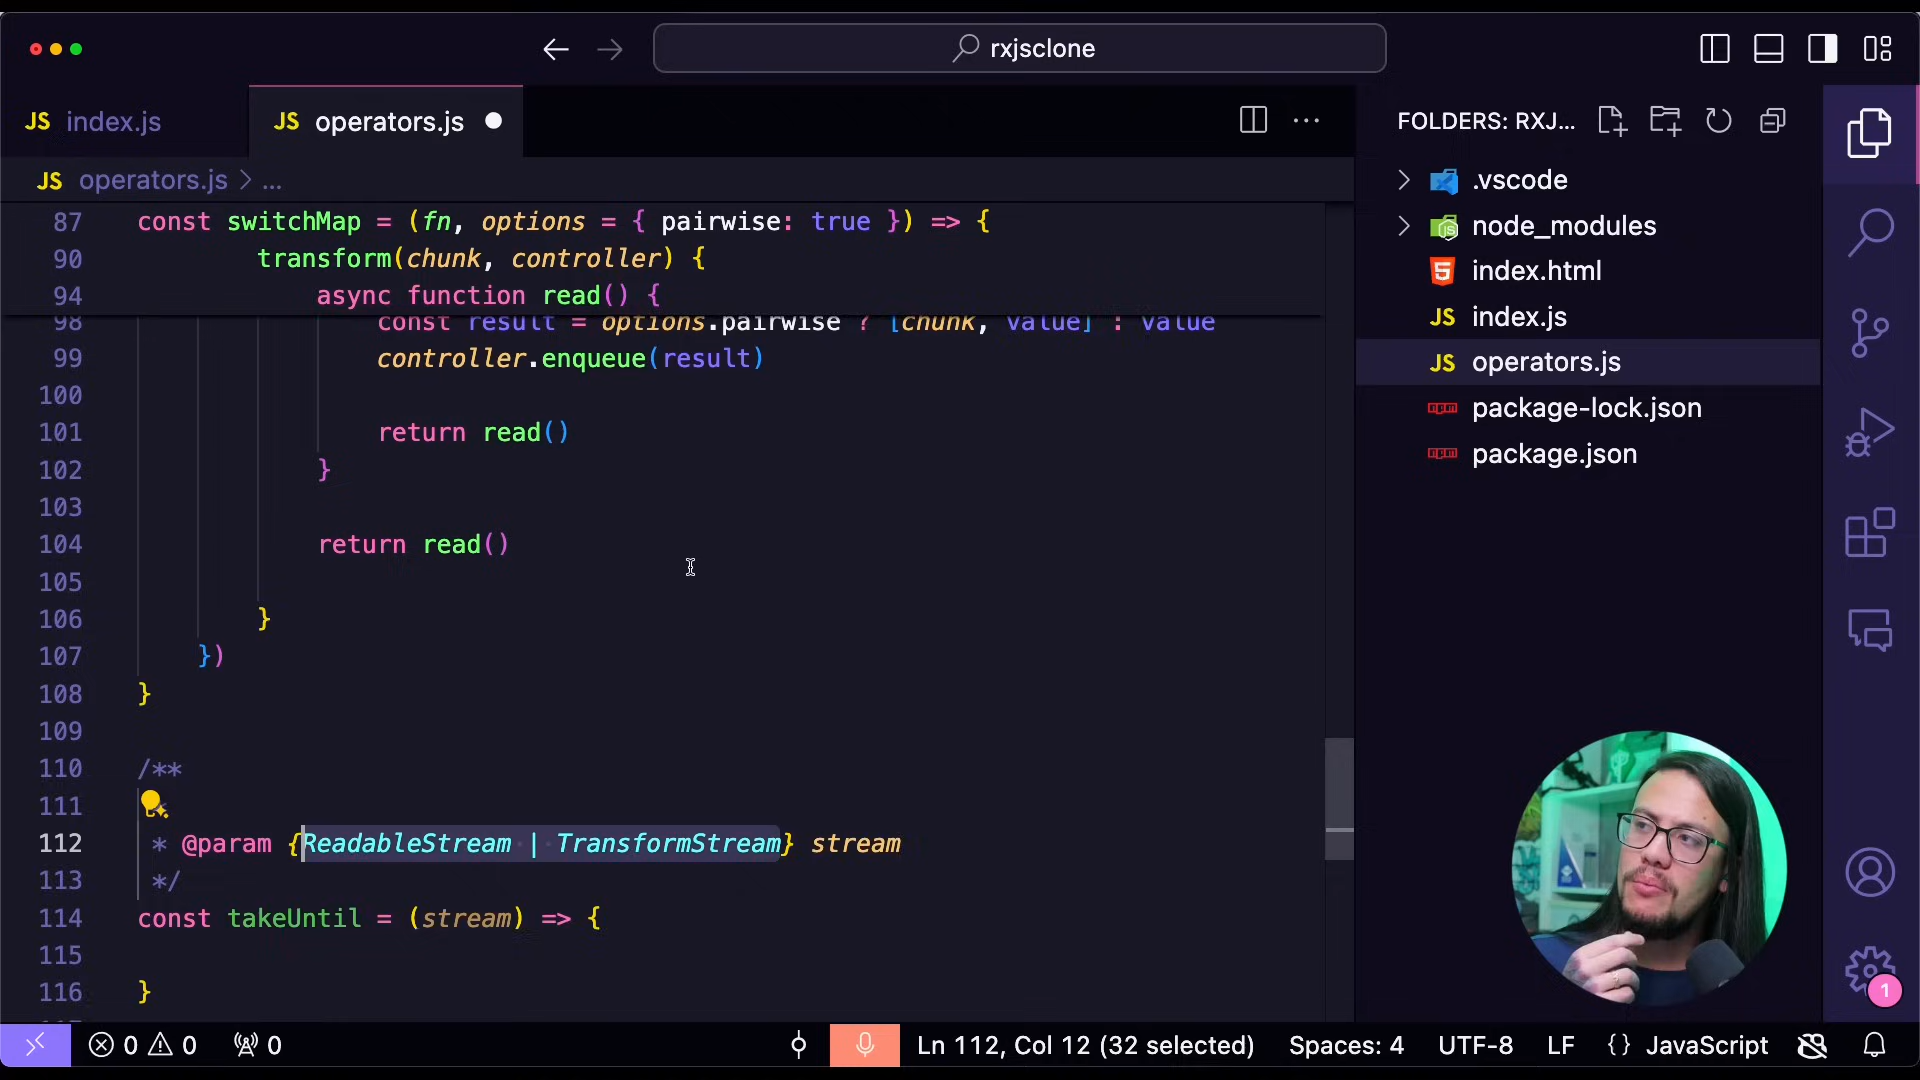 rxjsclone
JS index.js
JS operators.js
JS operators.js > ...
87 const switchMap = (fn, options = { pairwise: true }) => {
90 transform(chunk, controller) {
94 async function read() {
98 const result = options.pairwise ? [chunk, value] : value
99 controller.enqueue(result)
100
101 return read()
102 }
103
104 return read()
105
106 }
107 })
108 }
109
110 /**
111
112 * @param {ReadableStream | TransformStream} stream
113 */
114 const takeUntil = (stream) => {
115
116 }
FOLDERS: RXJ...
.vscode
node_modules
index.html
JS index.js
JS operators.js
package-lock.json
package.json
1
0 0 0
Ln 112, Col 12 (32 selected)
Spaces: 4
UTF-8
LF
{} JavaScript